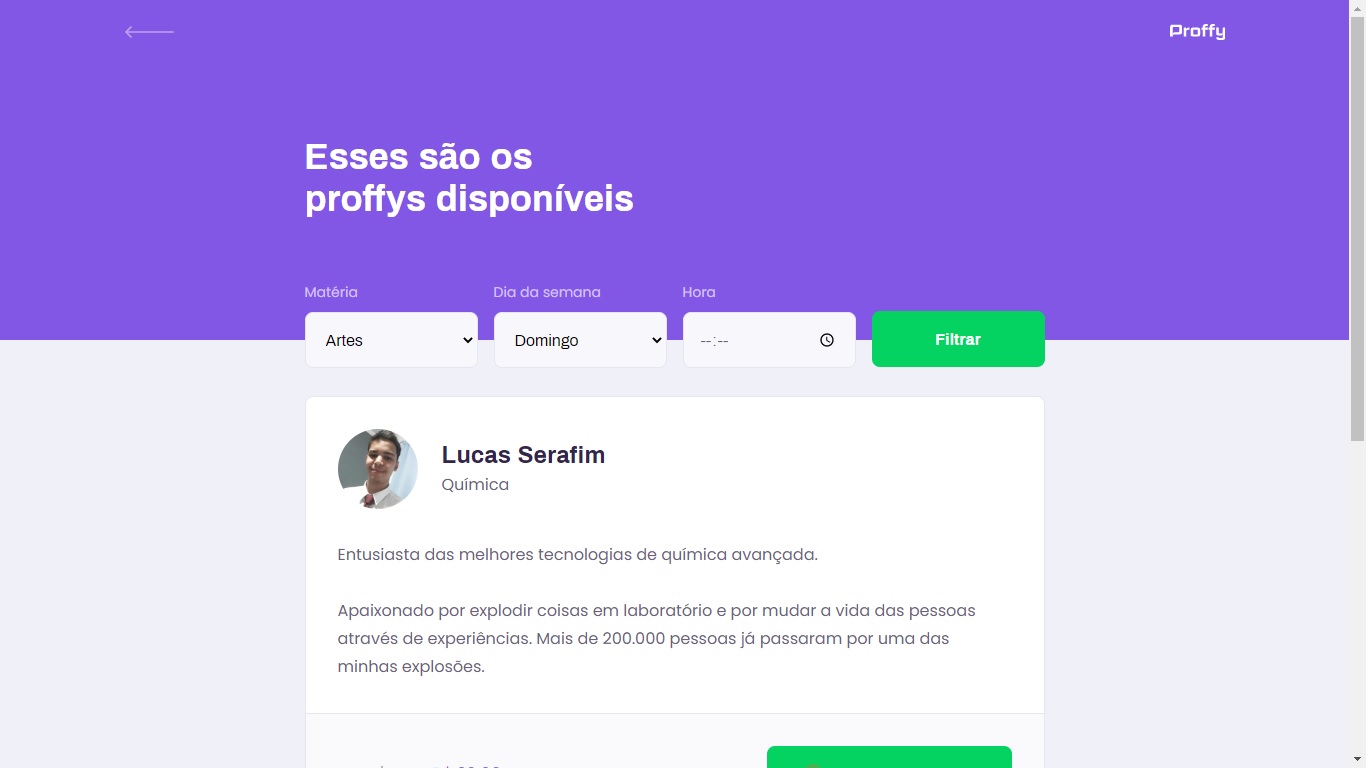 Proffy
Esses são os
proffys disponíveis
Matéria
Dia da semana
Hora
Artes
Domingo
--:--
Filtrar
Lucas Serafim
Química
Entusiasta das melhores tecnologias de química avançada.
Apaixonado por explodir coisas em laboratório e por mudar a vida das pessoas
através de experiências. Mais de 200.000 pessoas já passaram por uma das
minhas explosões.